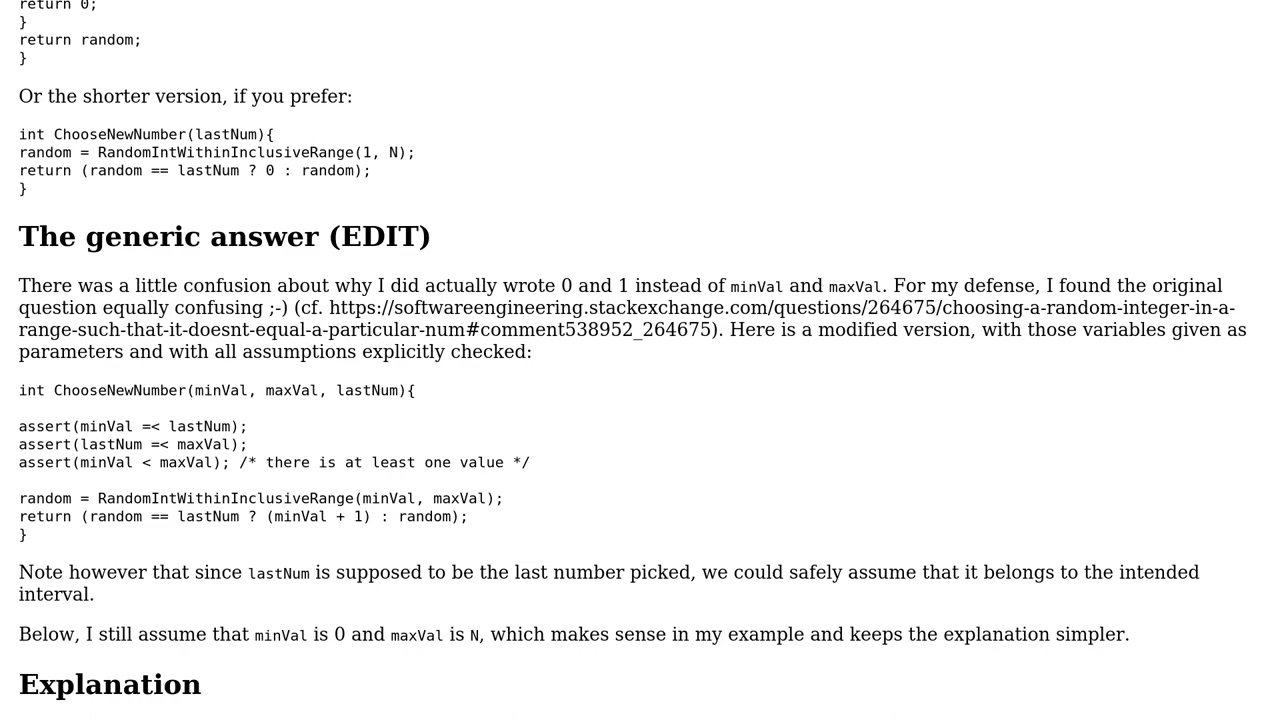 return 0;
}
return random;
}
Or the shorter version, if you prefer:
int ChooseNewNumber(lastNum){
random = RandomIntWithinInclusiveRange(1, N);
return (random == lastNum ? 0 : random);
}
The generic answer (EDIT)
There was a little confusion about why I did actually wrote 0 and 1 instead of minVal and maxVal. For my defense, I found the original
question equally confusing ;-) (cf. https://softwareengineering.stackexchange.com/questions/264675/choosing-a-random-integer-in-a-
range-such-that-it-doesnt-equal-a-particular-num#comment538952_264675). Here is a modified version, with those variables given as
parameters and with all assumptions explicitly checked:
int ChooseNewNumber(minVal, maxVal, lastNum){
assert(minVal =< lastNum);
assert(lastNum =< maxVal);
assert(minVal < maxVal); /* there is at least one value */
random = RandomIntWithinInclusiveRange(minVal, maxVal);
return (random == lastNum ? (minVal + 1) : random);
}
Note however that since lastNum is supposed to be the last number picked, we could safely assume that it belongs to the intended
interval.
Below, I still assume that minVal is 0 and maxVal is N, which makes sense in my example and keeps the explanation simpler.
Explanation